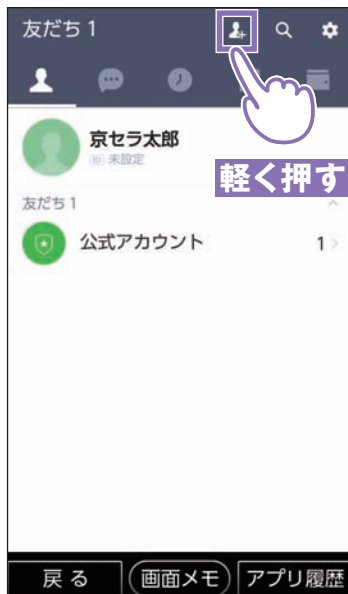 友だち 1
京セラ太郎
ID 未設定
軽く押す
友だち 1
公式アカウント
1
戻る
画面メモ
アプリ履歴